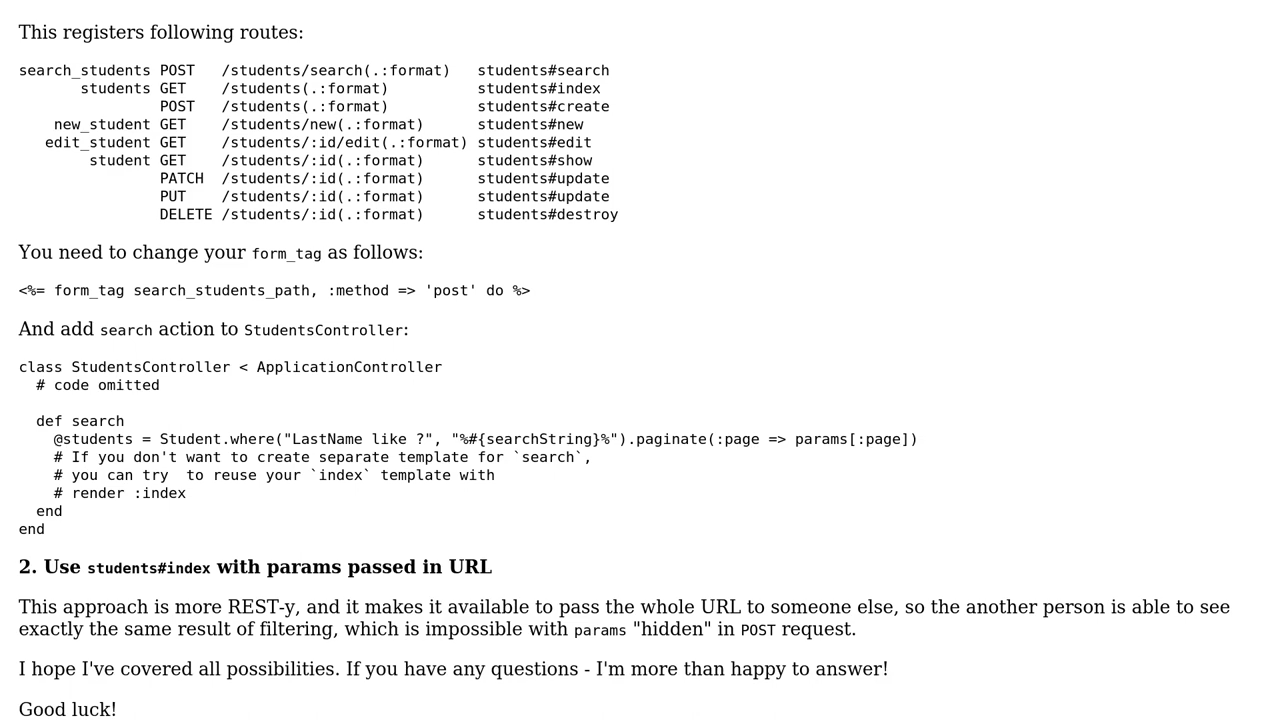 This registers following routes:
search_students POST   /students/search(.:format)   students#search
       students GET    /students(.:format)          students#index
                POST   /students(.:format)          students#create
    new_student GET    /students/new(.:format)      students#new
   edit_student GET    /students/:id/edit(.:format) students#edit
        student GET    /students/:id(.:format)      students#show
                PATCH  /students/:id(.:format)      students#update
                PUT    /students/:id(.:format)      students#update
                DELETE /students/:id(.:format)      students#destroy
You need to change your form_tag as follows:
<%= form_tag search_students_path, :method => 'post' do %>
And add search action to StudentsController:
class StudentsController < ApplicationController
  # code omitted

  def search
    @students = Student.where("LastName like ?", "%#{searchString}%").paginate(:page => params[:page])
    # If you don't want to create separate template for `search`,
    # you can try  to reuse your `index` template with
    # render :index
  end
end
2. Use students#index with params passed in URL
This approach is more REST-y, and it makes it available to pass the whole URL to someone else, so the another person is able to see
exactly the same result of filtering, which is impossible with params "hidden" in POST request.
I hope I've covered all possibilities. If you have any questions - I'm more than happy to answer!
Good luck!